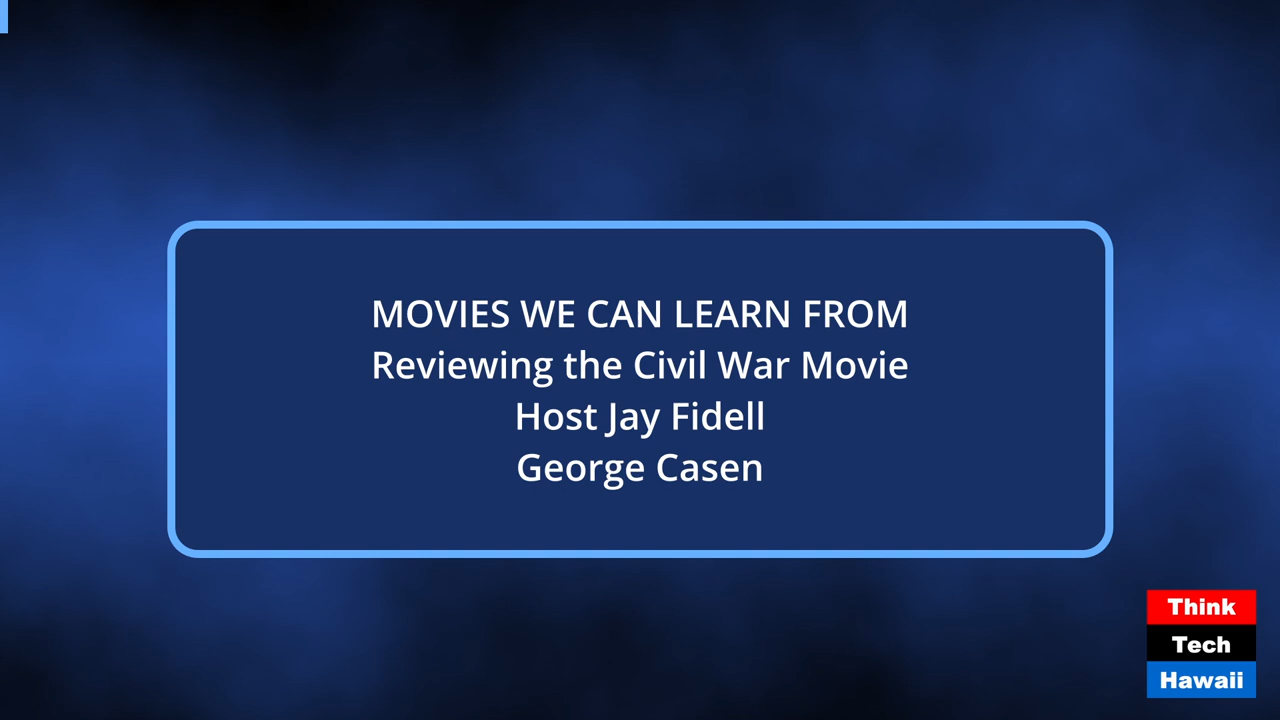 MOVIES WE CAN LEARN FROM
Reviewing the Civil War Movie
Host Jay Fidell
George Casen
Think
Tech
Hawaii